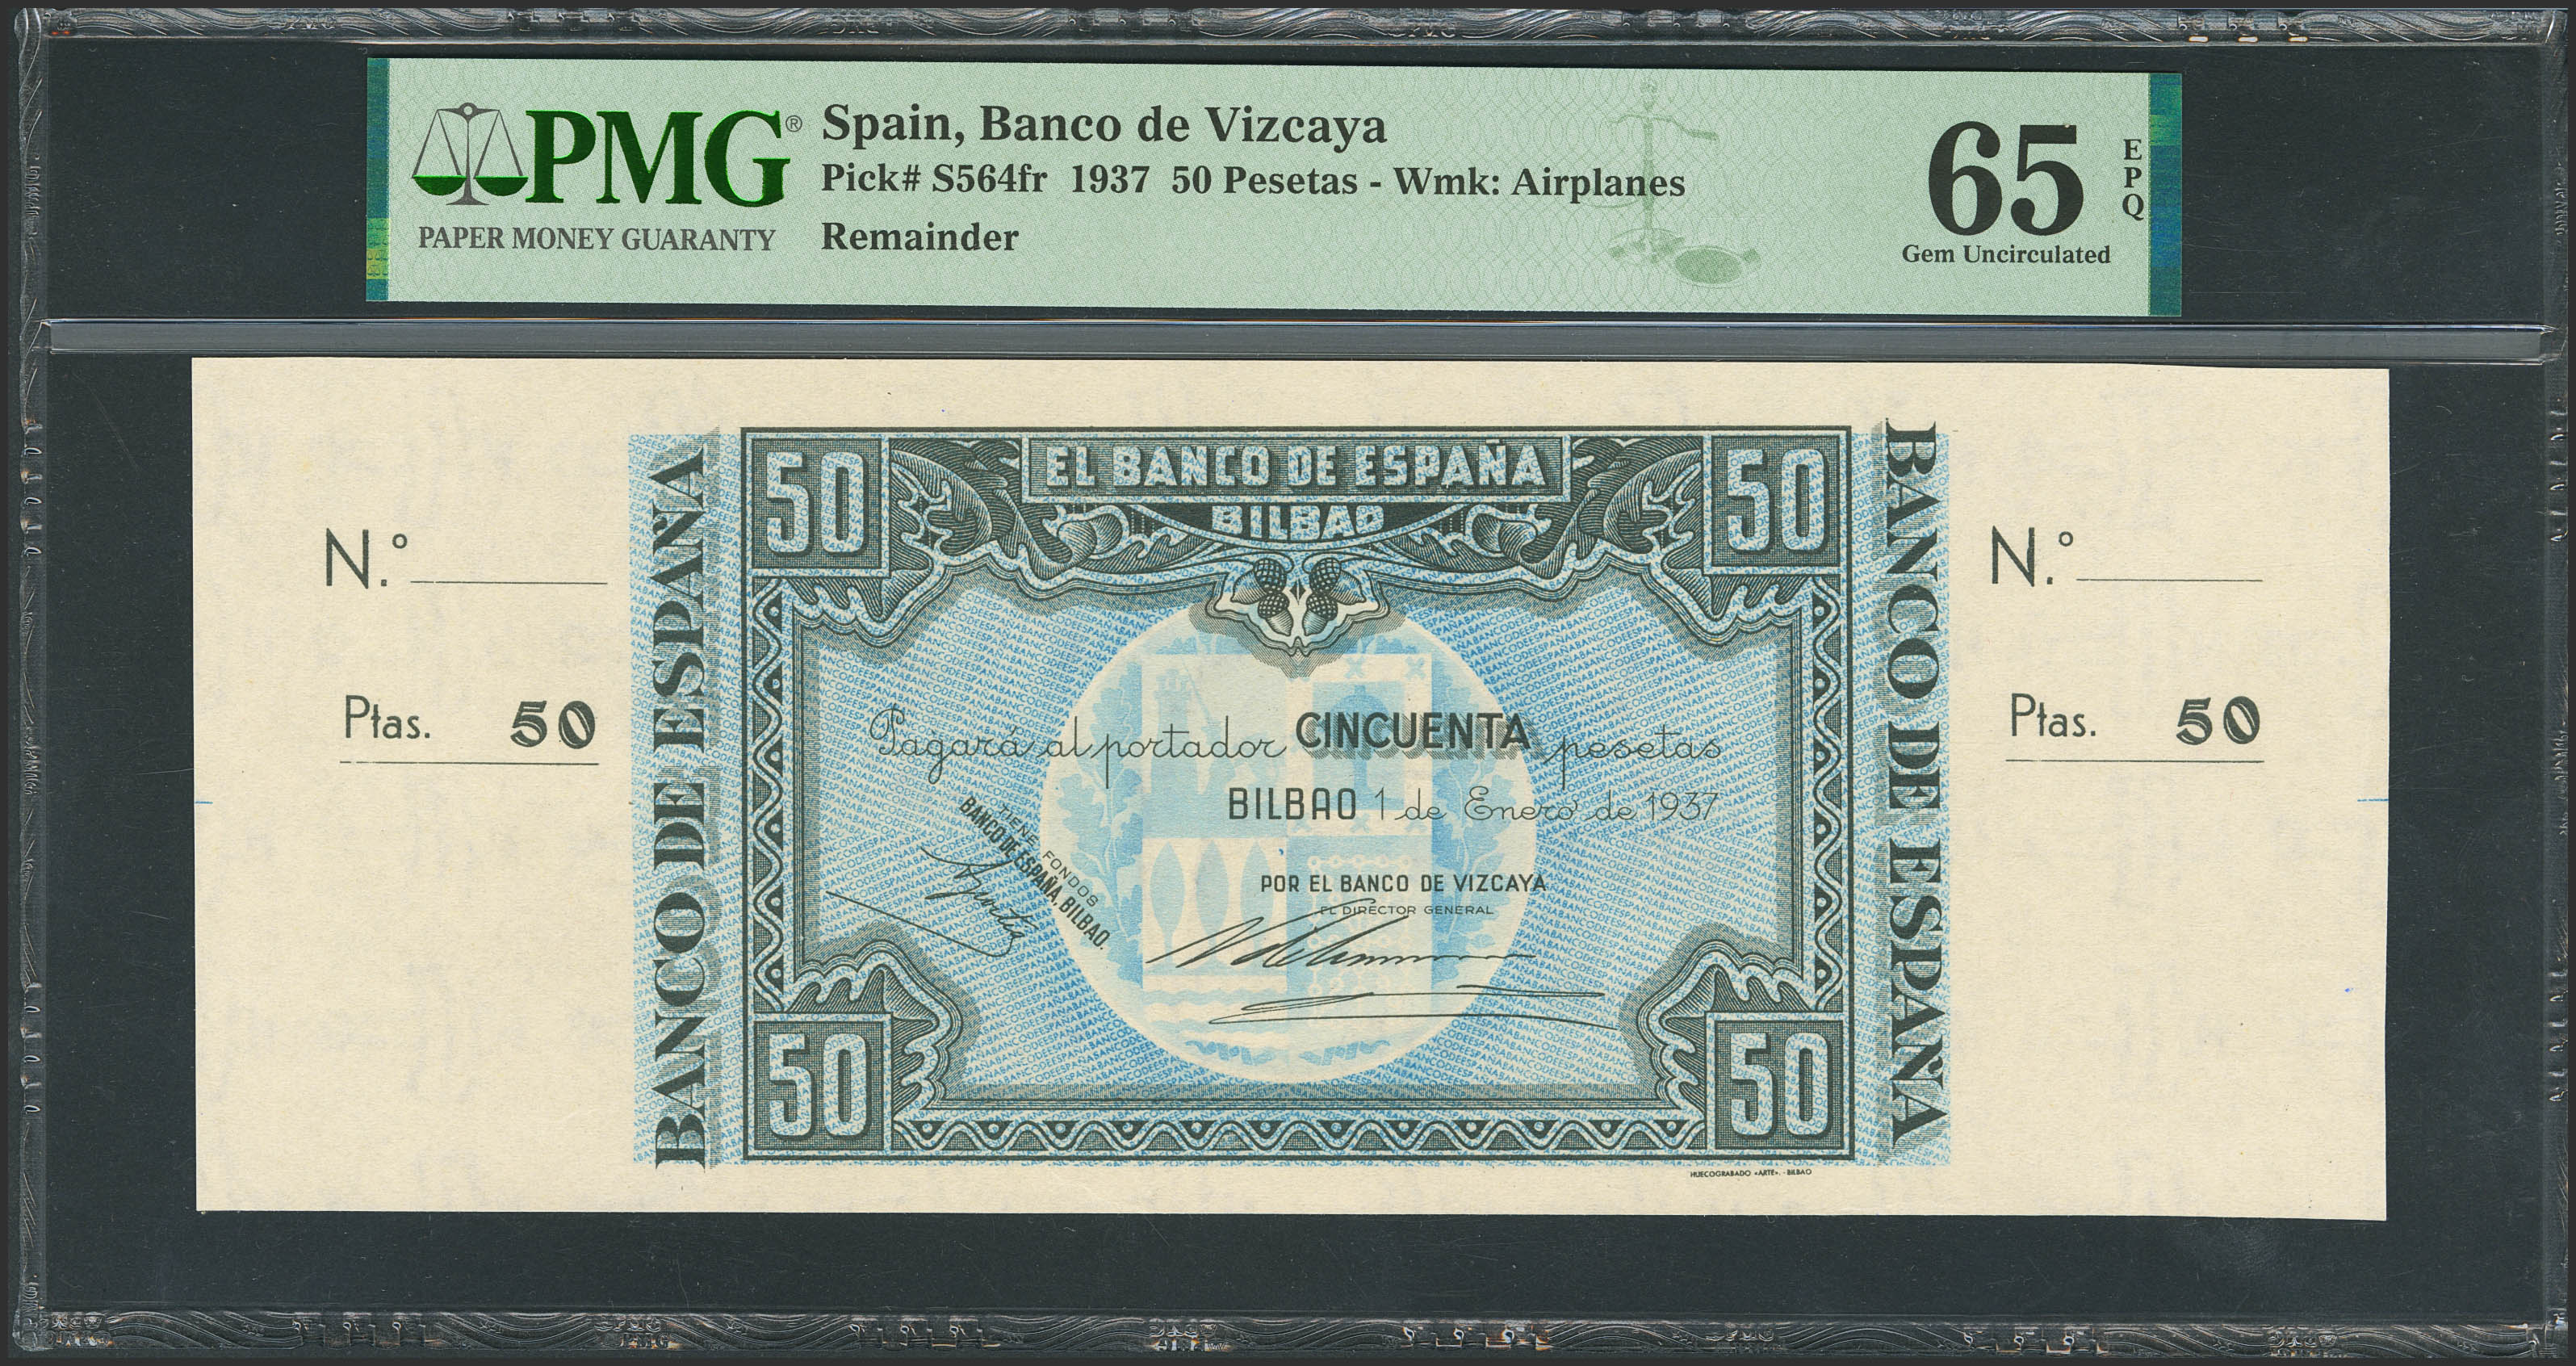 PMG®
PAPER MONEY GUARANTY
Spain, Banco de Vizcaya
Pick# S564fr 1937 50 Pesetas - Wmk: Airplanes
Remainder
65
EPQ
Gem Uncirculated
N.º
Ptas. 50
BANCO DE ESPAÑA
50
EL BANCO DE ESPAÑA
BILBAO
50
Pagará al portador CINCUENTA pesetas
BILBAO 1 de Enero de 1937
TIENE FONDOS
BANCO DE ESPAÑA, BILBAO.
POR EL BANCO DE VIZCAYA
EL DIRECTOR GENERAL
50
50
HUECOGRABADO «ARTE». - BILBAO
BANCO DE ESPAÑA
N.º
Ptas. 50